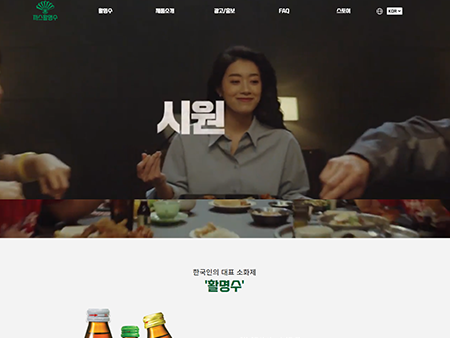 까스활명수
활명수
제품소개
광고/홍보
FAQ
스토어
KOR
시원
한국인의 대표 소화제
'활명수'